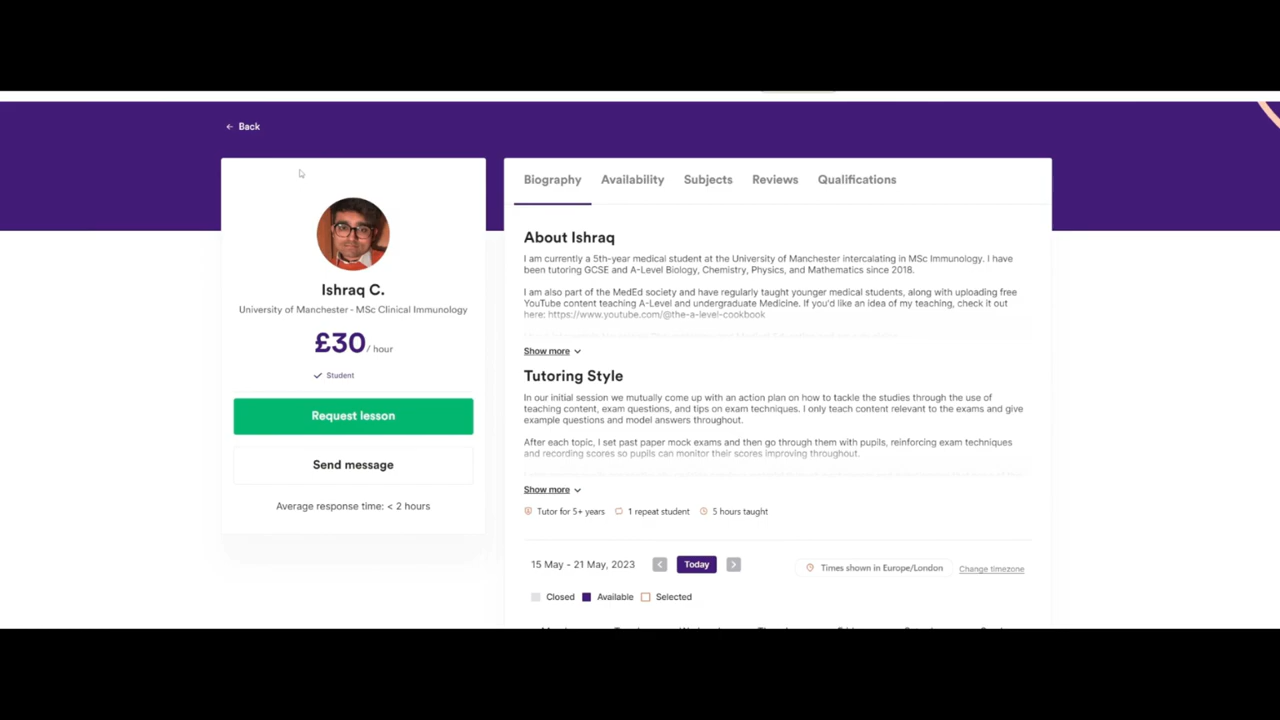 ← Back
Ishraq C.
University of Manchester - MSc Clinical Immunology
£30 / hour
Student
Request lesson
Send message
Average response time: < 2 hours
Biography Availability Subjects Reviews Qualifications
About Ishraq
I am currently a 5th-year medical student at the University of Manchester intercalating in MSc Immunology. I have
been tutoring GCSE and A-Level Biology, Chemistry, Physics, and Mathematics since 2018.
I am also part of the MedEd society and have regularly taught younger medical students, along with uploading free
YouTube content teaching A-Level and undergraduate Medicine. If you'd like an idea of my teaching, check it out
here: https://www.youtube.com/@the-a-level-cookbook
Show more
Tutoring Style
In our initial session we mutually come up with an action plan on how to tackle the studies through the use of
teaching content, exam questions, and tips on exam techniques. I only teach content relevant to the exams and give
example questions and model answers throughout.
After each topic, I set past paper mock exams and then go through them with pupils, reinforcing exam techniques
and recording scores so pupils can monitor their scores improving throughout.
Show more
Tutor for 5+ years 1 repeat student 5 hours taught
15 May - 21 May, 2023 < Today > Times shown in Europe/London Change timezone
Closed Available Selected